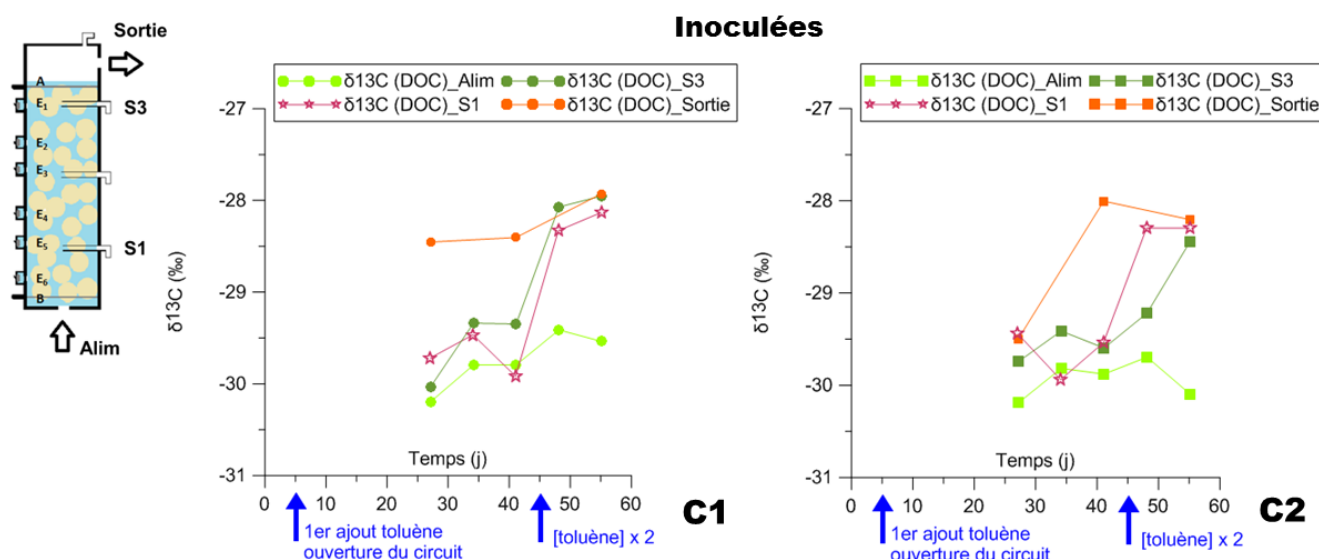 Inoculées
Sortie
A
E1
S3
E2
E3
E4
E5
S1
E6
B
Alim
δ13C (DOC)_Alim
δ13C (DOC)_S3
δ13C (DOC)_S1
δ13C (DOC)_Sortie
-27
-28
-29
-30
-31
δ13C (‰)
Temps (j)
0 10 20 30 40 50 60
1er ajout toluène
ouverture du circuit
[toluène] x 2
C1
δ13C (DOC)_Alim
δ13C (DOC)_S3
δ13C (DOC)_S1
δ13C (DOC)_Sortie
-27
-28
-29
-30
-31
δ13C (‰)
Temps (j)
0 10 20 30 40 50 60
1er ajout toluène
ouverture du circuit
[toluène] x 2
C2